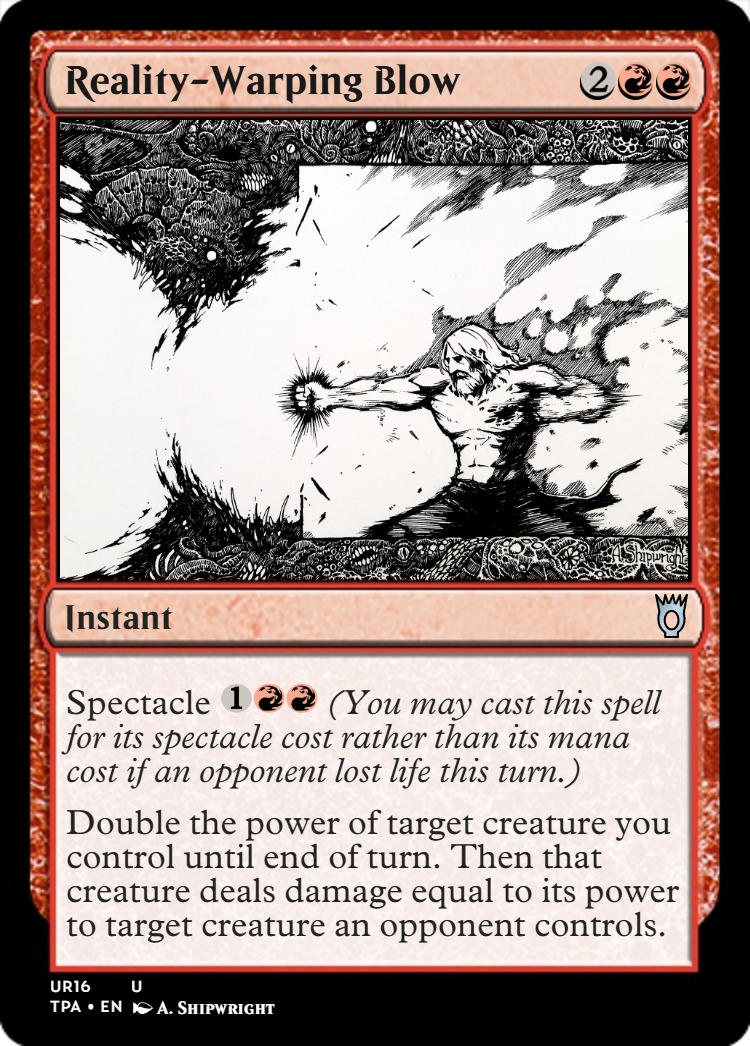 Reality-Warping Blow 2
A. Shipwright
Instant
Spectacle 1 (You may cast this spell
for its spectacle cost rather than its mana
cost if an opponent lost life this turn.)
Double the power of target creature you
control until end of turn. Then that
creature deals damage equal to its power
to target creature an opponent controls.
UR16 U
TPA • EN A. Shipwright